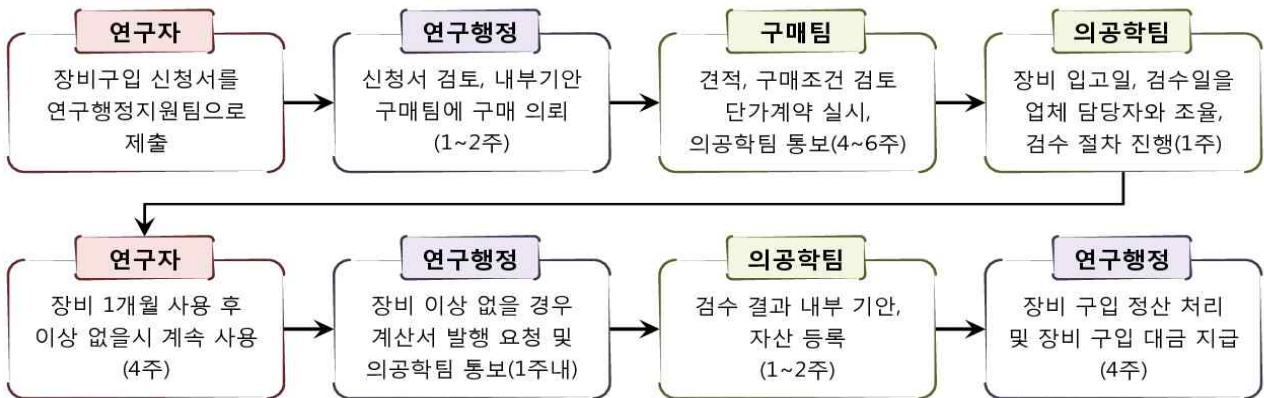 연구자
장비구입 신청서를
연구행정지원팀으로
제출
연구행정
신청서 검토, 내부기안
구매팀에 구매 의뢰
(1~2주)
구매팀
견적, 구매조건 검토
단가계약 실시,
의공학팀 통보(4~6주)
의공학팀
장비 입고일, 검수일을
업체 담당자와 조율,
검수 절차 진행(1주)
연구자
장비 1개월 사용 후
이상 없을시 계속 사용
(4주)
연구행정
장비 이상 없을 경우
계산서 발행 요청 및
의공학팀 통보(1주내)
의공학팀
검수 결과 내부 기안,
자산 등록
(1~2주)
연구행정
장비 구입 정산 처리
및 장비 구입 대금 지급
(4주)